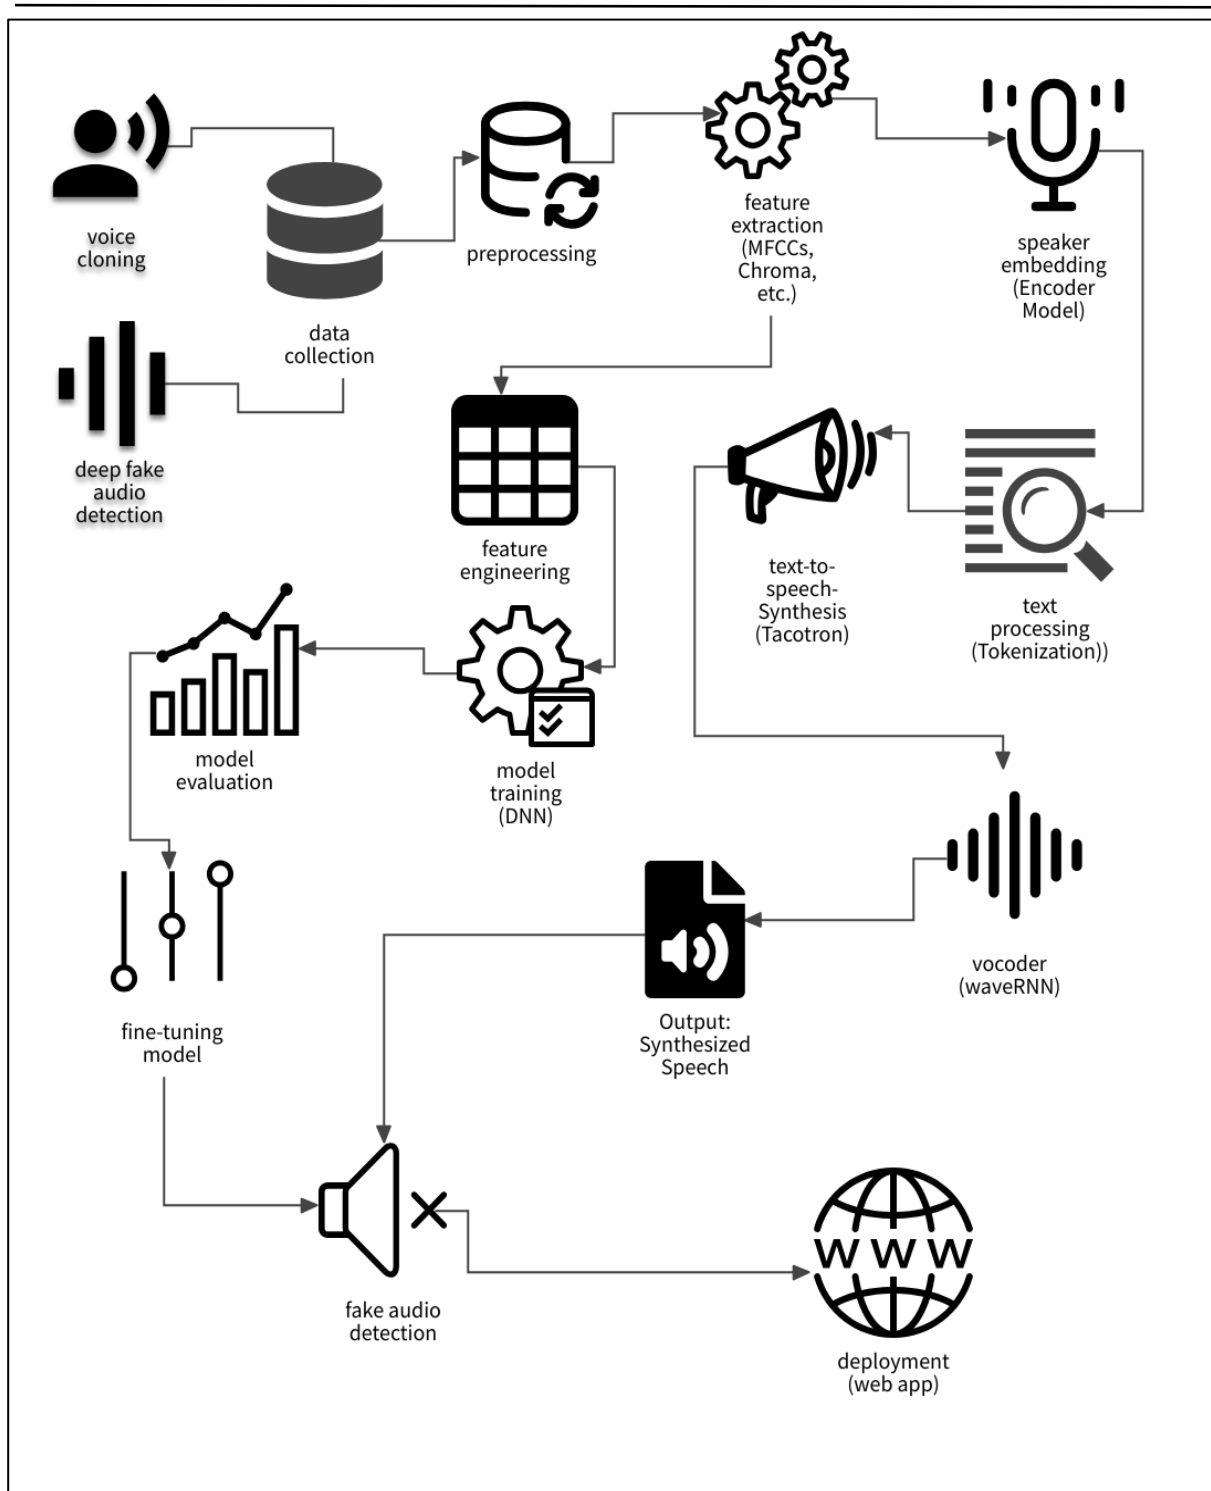 voice
cloning
data
collection
preprocessing
feature
extraction
(MFCCs,
Chroma,
etc.)
speaker
embedding
(Encoder
Model)
deep fake
audio
detection
feature
engineering
text-to-
speech-
Synthesis
(Tacotron)
text
processing
(Tokenization))
model
evaluation
model
training
(DNN)
vocoder
(waveRNN)
fine-tuning
model
Output:
Synthesized
Speech
fake audio
detection
W W W
deployment
(web app)